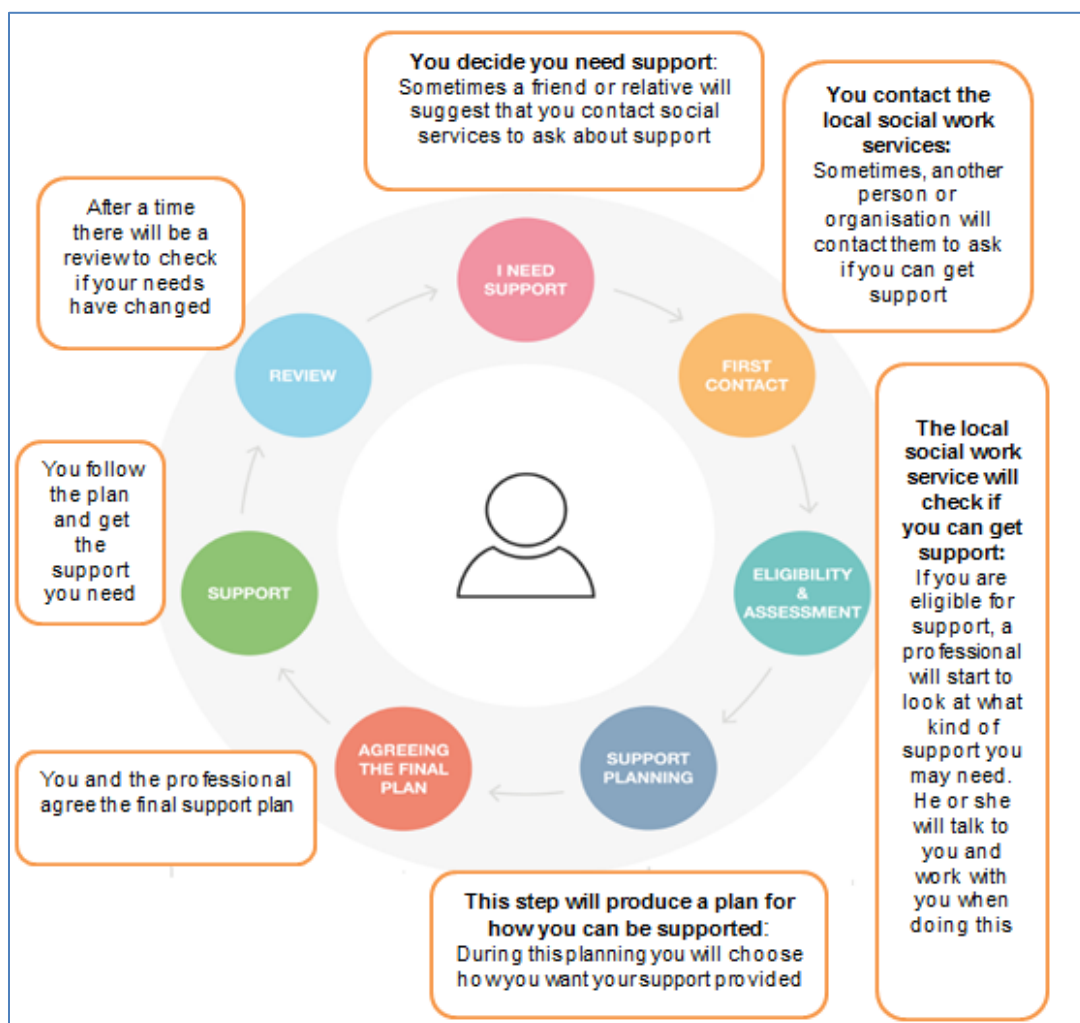 You decide you need support:
Sometimes a friend or relative will
suggest that you contact social
services to ask about support
You contact the
local social work
services:
Sometimes, another
person or
organisation will
contact them to ask
if you can get
support
After a time
there will be a
review to check
if your needs
have changed
I NEED
SUPPORT
REVIEW
FIRST
CONTACT
The local
social work
service will
check if
you can get
support:
If you are
eligible for
support, a
professional
will start to
look at what
kind of
support you
may need.
He or she
will talk to
you and
work with
you when
doing this
You follow
the plan
and get
the
support
you need
SUPPORT
ELIGIBILITY
&
ASSESSMENT
AGREEING
THE FINAL
PLAN
SUPPORT
PLANNING
You and the professional
agree the final support plan
This step will produce a plan for
how you can be supported:
During this planning you will choose
how you want your support provided